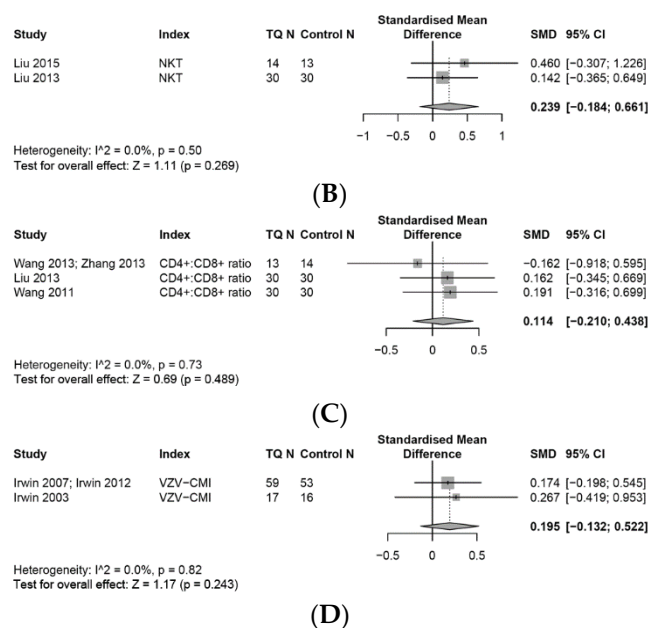 Study Index TQ N Control N Standardised Mean Difference SMD 95% CI
Liu 2015 NKT 14 13 0.460 [−0.307; 1.226]
Liu 2013 NKT 30 30 0.142 [−0.365; 0.649]
0.239 [−0.184; 0.661]
−1 −0.5 0 0.5 1
Heterogeneity: I^2 = 0.0%, p = 0.50
Test for overall effect: Z = 1.11 (p = 0.269)
(B)
Study Index TQ N Control N Standardised Mean Difference SMD 95% CI
Wang 2013; Zhang 2013 CD4+:CD8+ ratio 13 14 −0.162 [−0.918; 0.595]
Liu 2013 CD4+:CD8+ ratio 30 30 0.162 [−0.345; 0.669]
Wang 2011 CD4+:CD8+ ratio 30 30 0.191 [−0.316; 0.699]
0.114 [−0.210; 0.438]
−0.5 0 0.5
Heterogeneity: I^2 = 0.0%, p = 0.73
Test for overall effect: Z = 0.69 (p = 0.489)
(C)
Study Index TQ N Control N Standardised Mean Difference SMD 95% CI
Irwin 2007; Irwin 2012 VZV−CMI 59 53 0.174 [−0.198; 0.545]
Irwin 2003 VZV−CMI 17 16 0.267 [−0.419; 0.953]
0.195 [−0.132; 0.522]
−0.5 0 0.5
Heterogeneity: I^2 = 0.0%, p = 0.82
Test for overall effect: Z = 1.17 (p = 0.243)
(D)